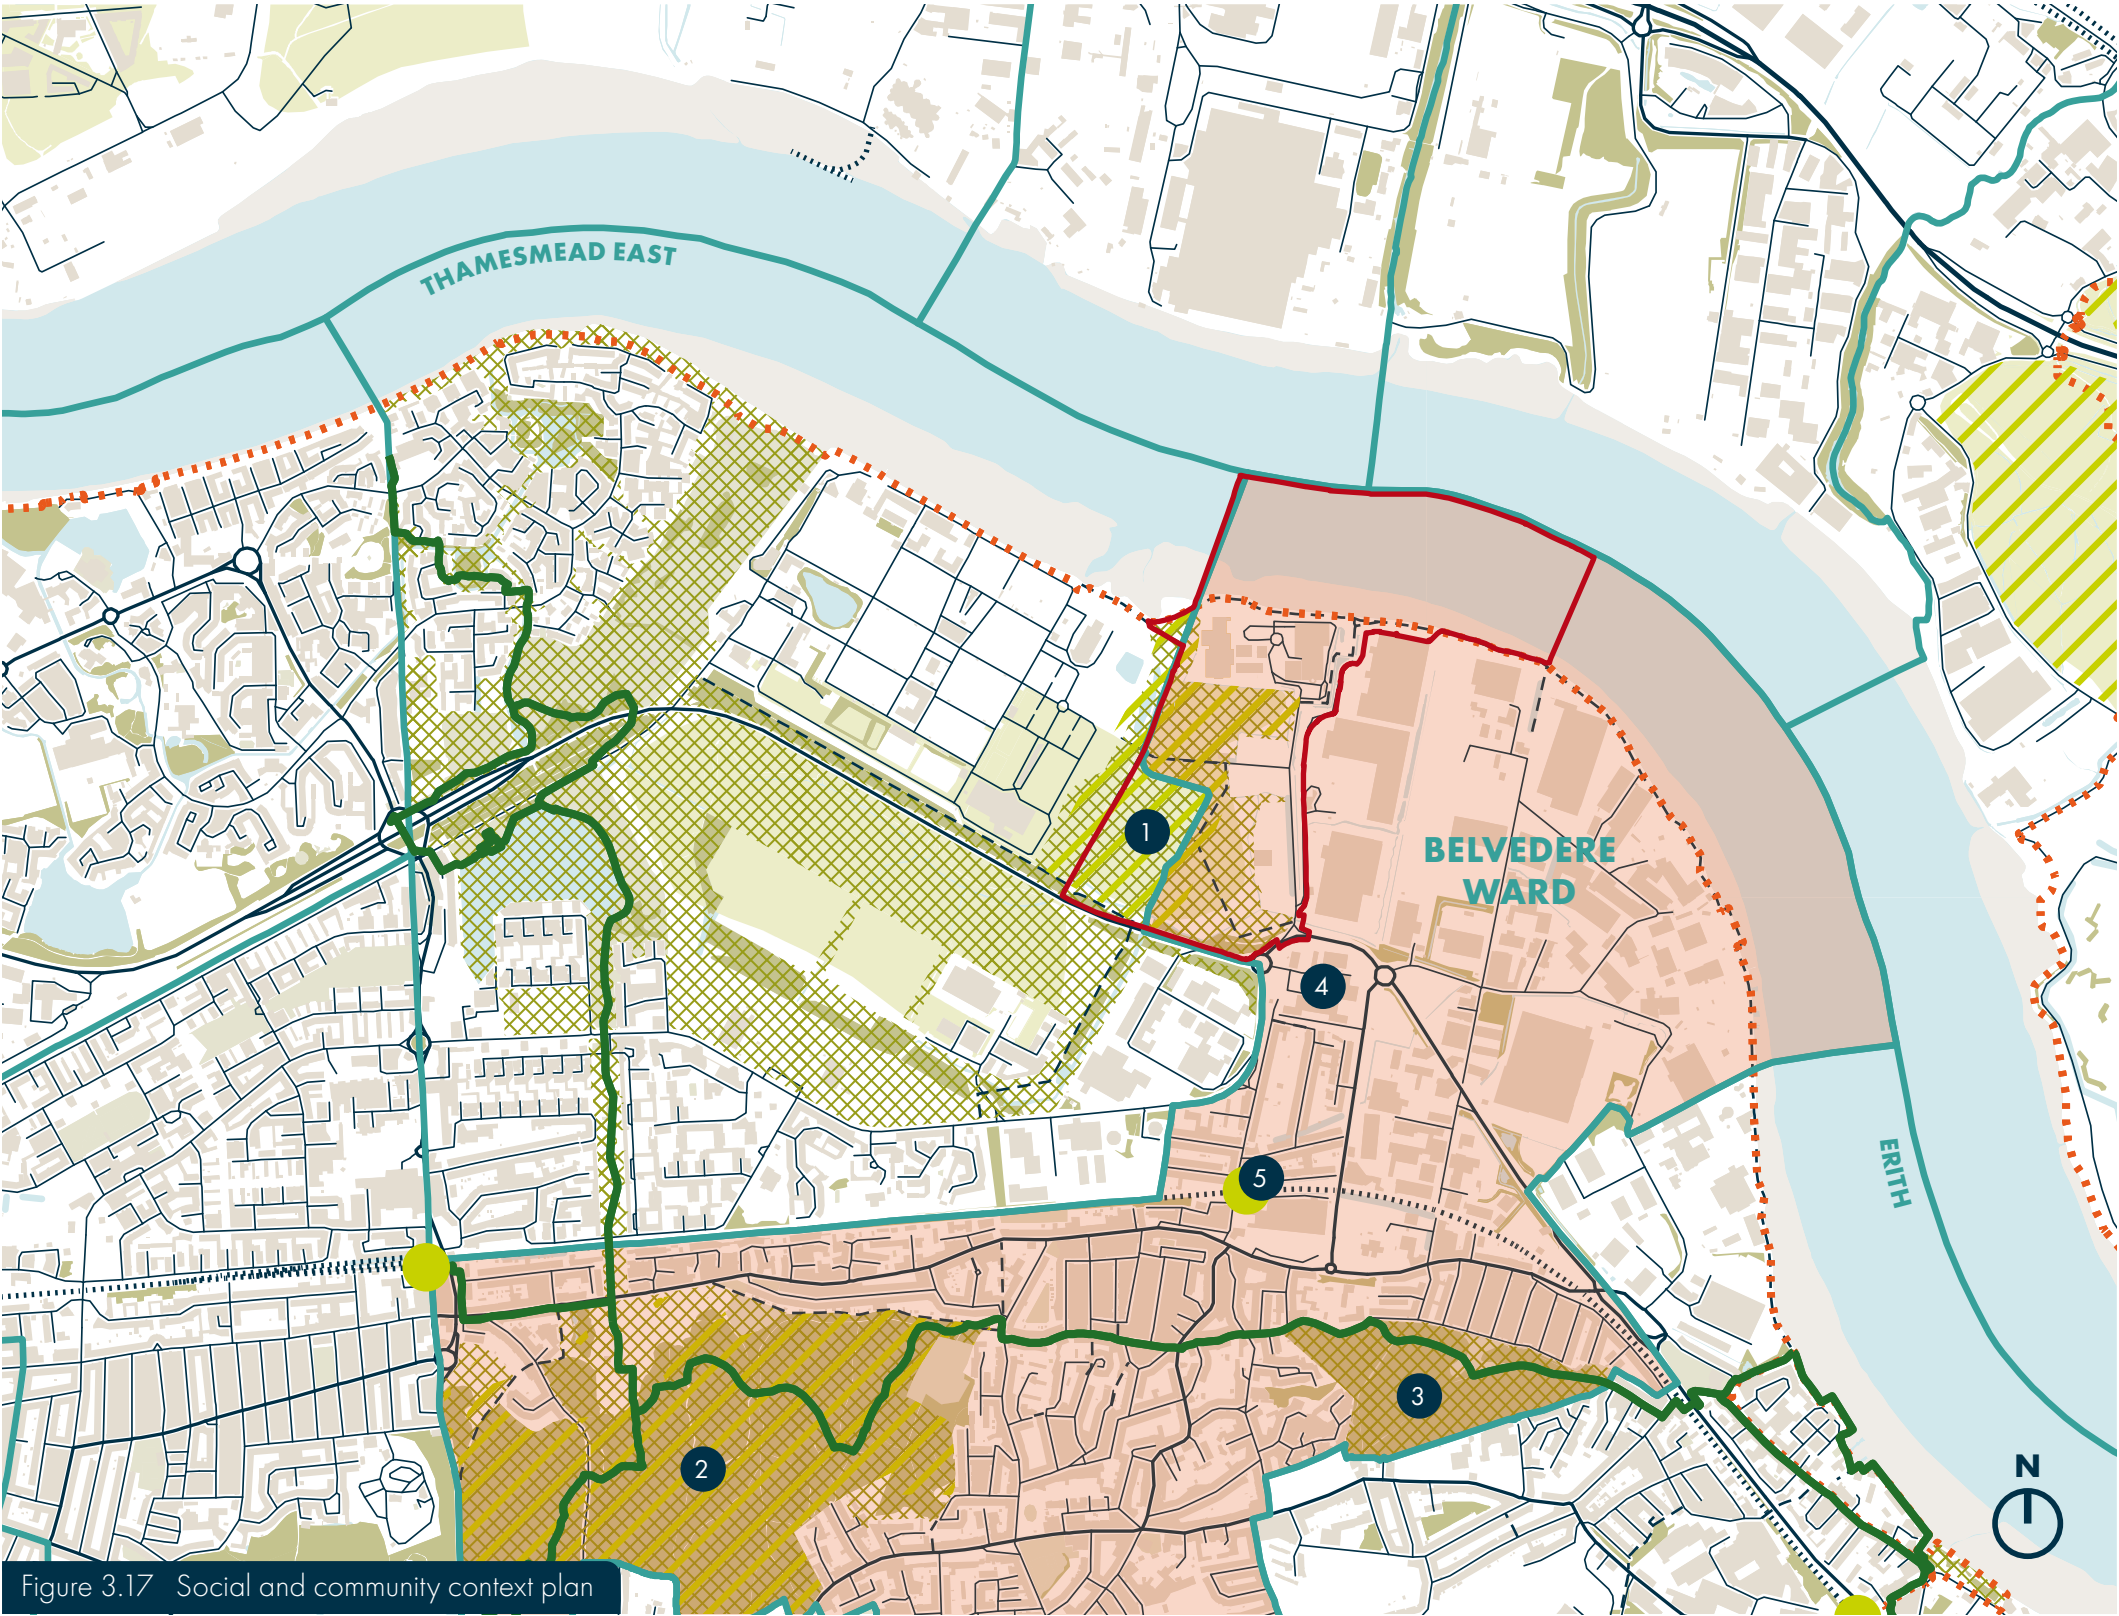 THAMESMEAD EAST
1
BELVEDERE
WARD
4
5
ERITH
3
2
N
Figure 3.17 Social and community context plan